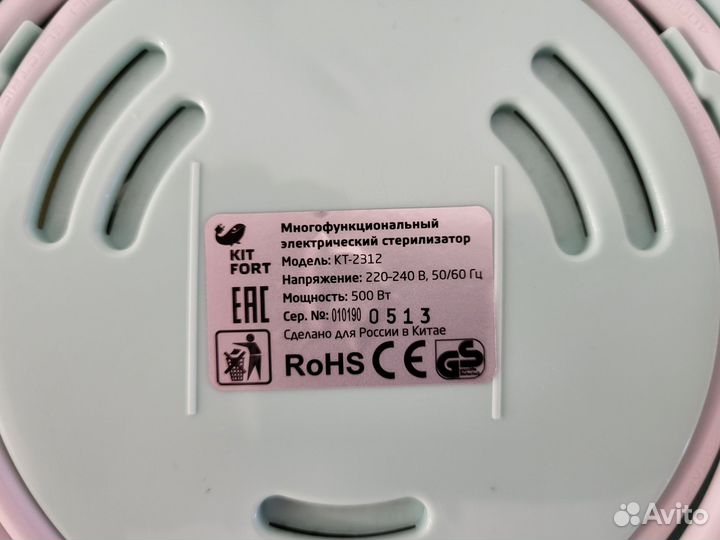 Многофункциональный
электрический стерилизатор
KIT
FORT
Модель: КТ-2312
Напряжение: 220-240 В, 50/60 Гц
Мощность: 500 Вт
Сер. №: 010190 0513
Сделано для России в Китае
EAC
RoHS CE GS
Avito